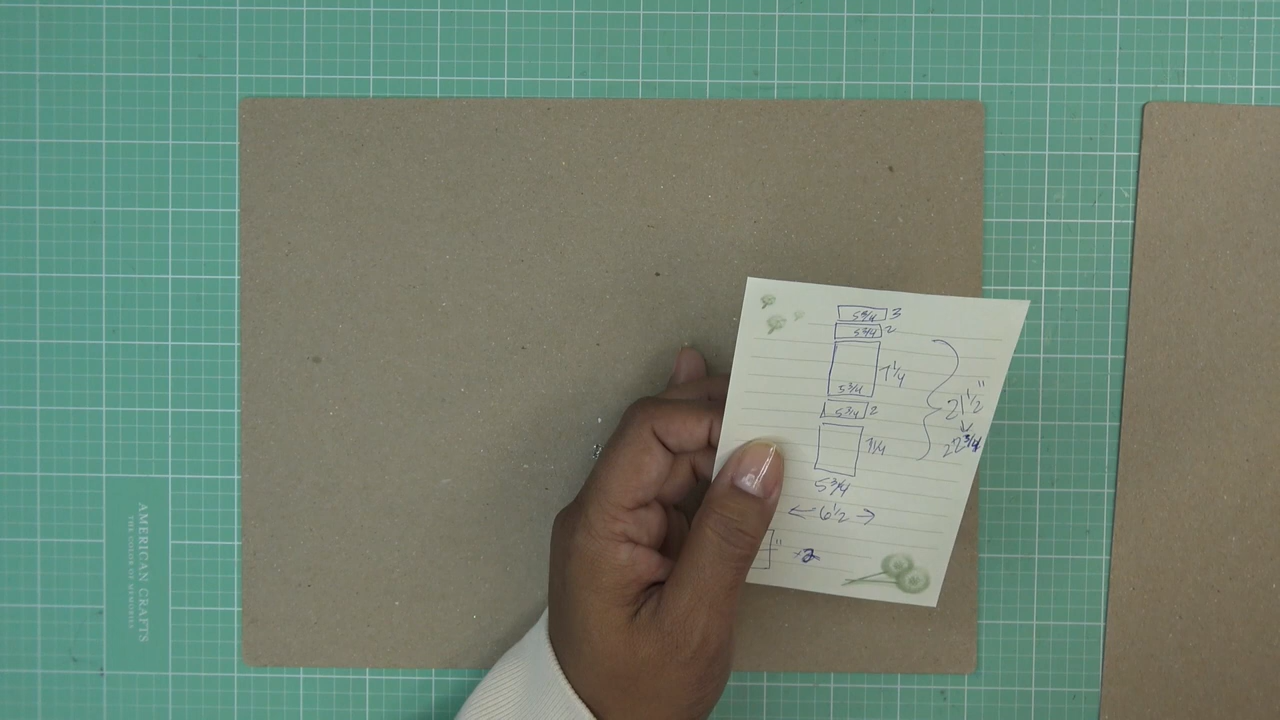 5 3/4 3
5 3/4 2
7 1/4
5 3/4
5 3/4 2
21 1/2"
22 3/4
7 1/4
5 3/4
← 6 1/2 →
" x2
AMERICAN CRAFTS
THE COLOR OF MEMORIES